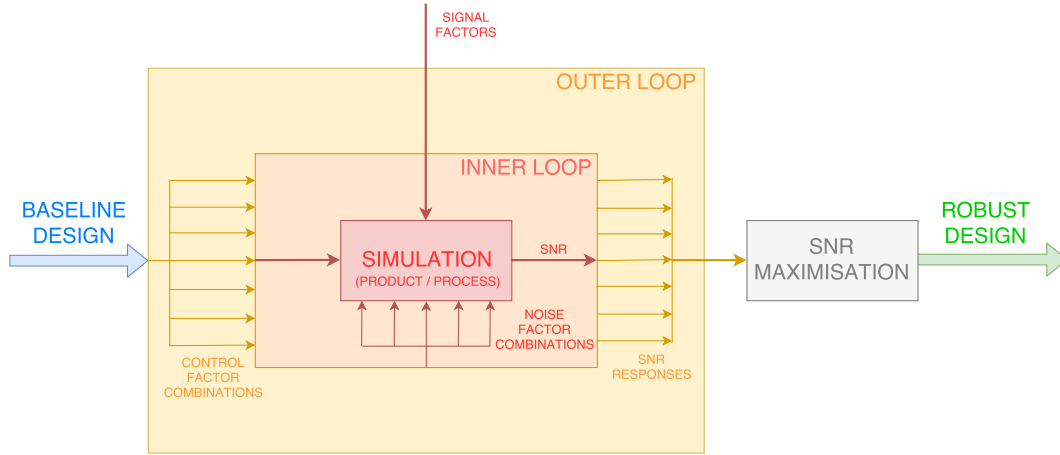 SIGNAL
FACTORS
OUTER LOOP
INNER LOOP
BASELINE
DESIGN
SIMULATION
(PRODUCT / PROCESS)
SNR
NOISE
FACTOR
COMBINATIONS
CONTROL
FACTOR
COMBINATIONS
SNR
RESPONSES
SNR
MAXIMISATION
ROBUST
DESIGN